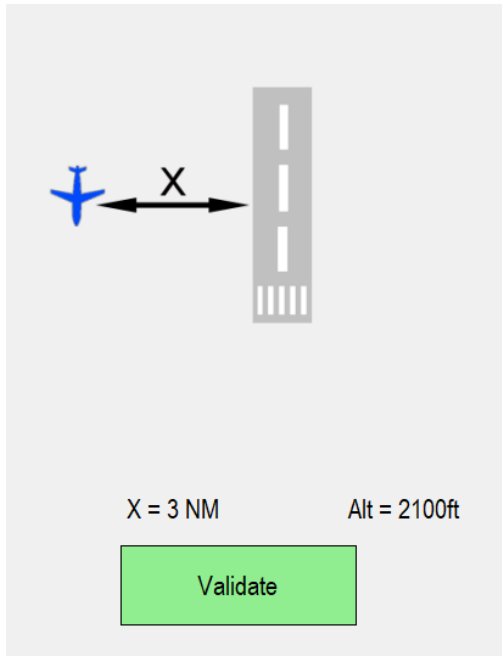 X
X = 3 NM
Alt = 2100ft
Validate